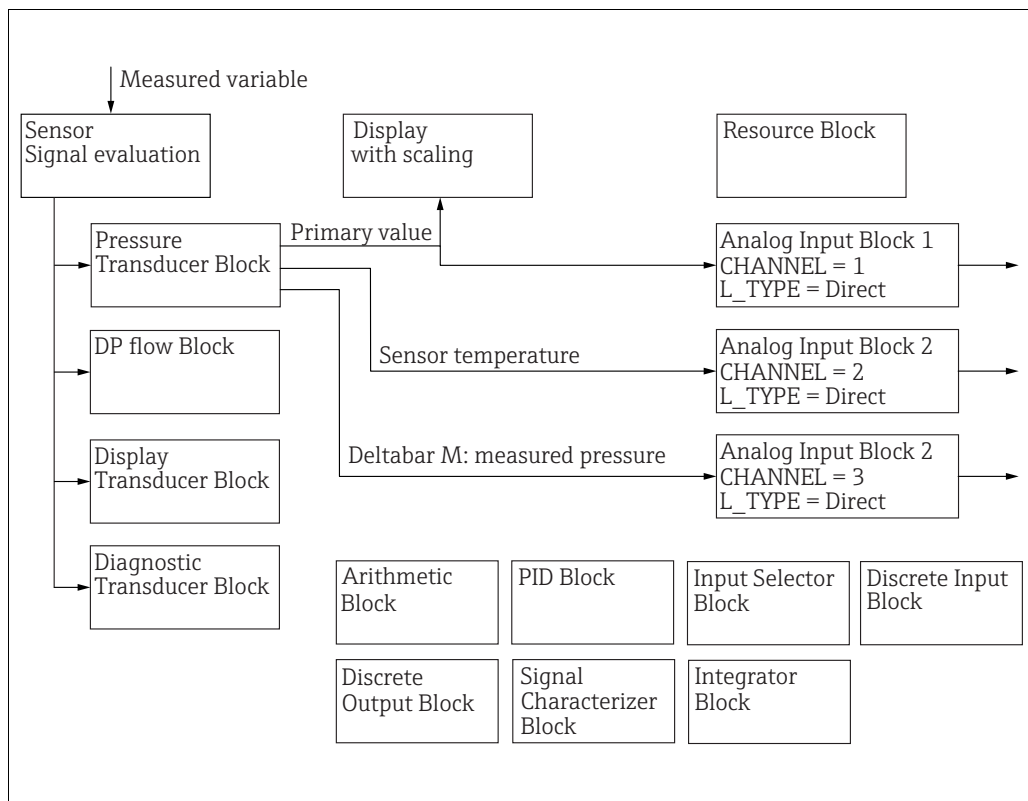 Measured variable
Sensor
Signal evaluation
Display
with scaling
Resource Block
Pressure
Transducer Block
Primary value
Analog Input Block 1
CHANNEL = 1
L_TYPE = Direct
DP flow Block
Sensor temperature
Analog Input Block 2
CHANNEL = 2
L_TYPE = Direct
Display
Transducer Block
Deltabar M: measured pressure
Analog Input Block 2
CHANNEL = 3
L_TYPE = Direct
Diagnostic
Transducer Block
Arithmetic
Block
PID Block
Input Selector
Block
Discrete Input
Block
Discrete
Output Block
Signal
Characterizer
Block
Integrator
Block